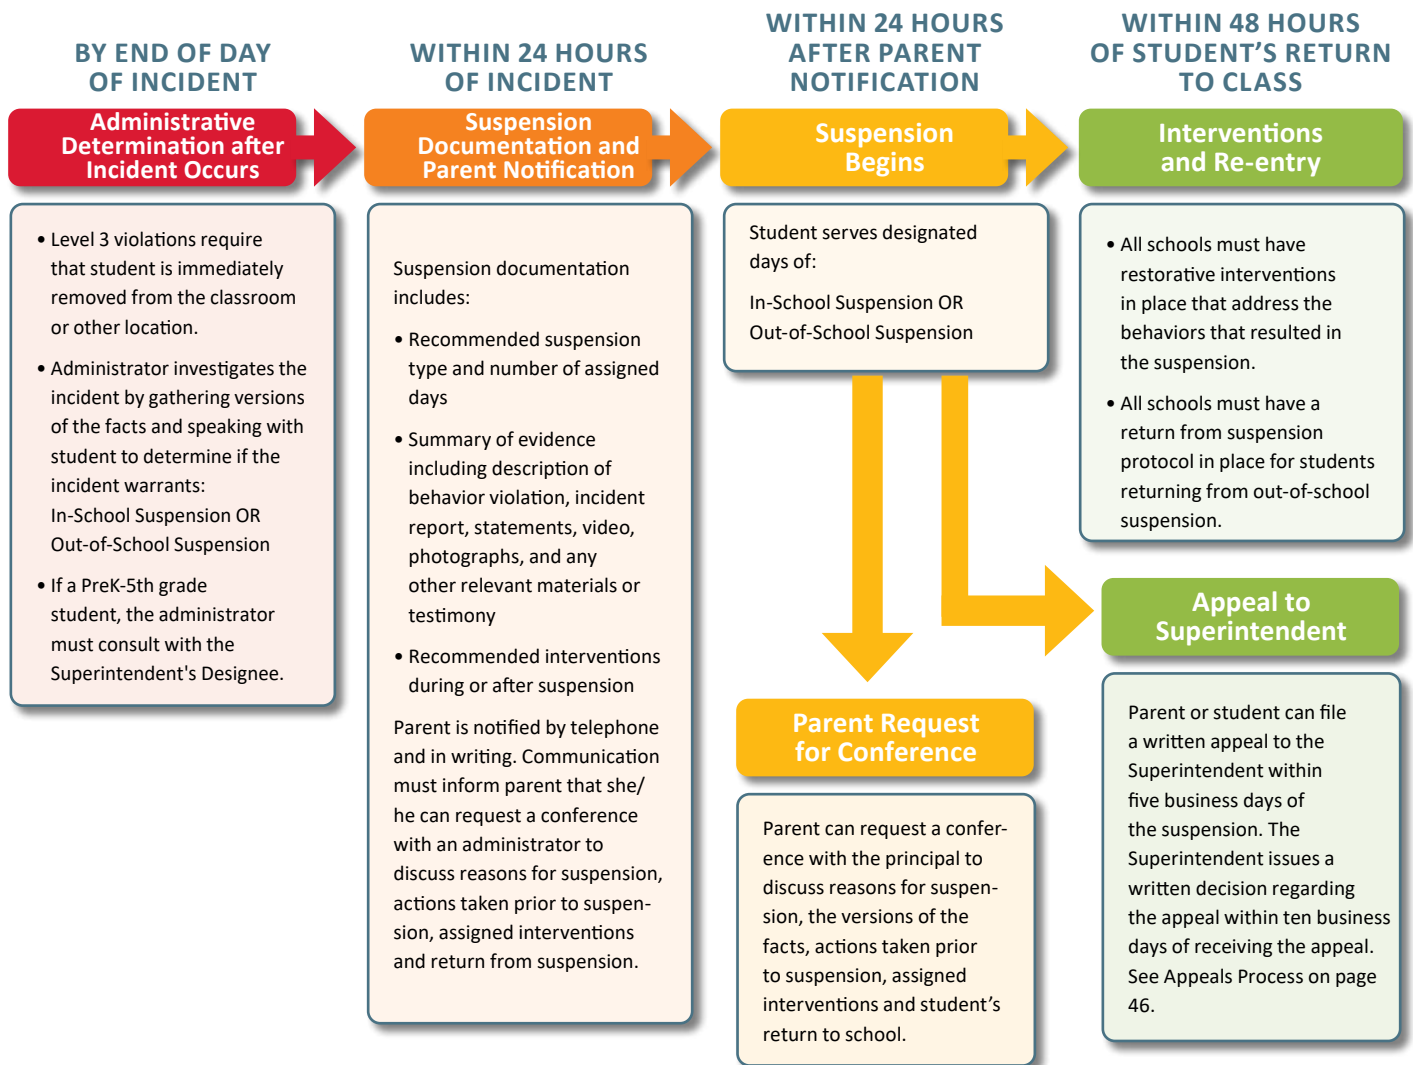 BY END OF DAY
OF INCIDENT
Administrative
Determination after
Incident Occurs
• Level 3 violations require
that student is immediately
removed from the classroom
or other location.
• Administrator investigates the
incident by gathering versions
of the facts and speaking with
student to determine if the
incident warrants:
In-School Suspension OR
Out-of-School Suspension
• If a PreK-5th grade
student, the administrator
must consult with the
Superintendent's Designee.
WITHIN 24 HOURS
OF INCIDENT
Suspension
Documentation and
Parent Notification
Suspension documentation
includes:
• Recommended suspension
type and number of assigned
days
• Summary of evidence
including description of
behavior violation, incident
report, statements, video,
photographs, and any
other relevant materials or
testimony
• Recommended interventions
during or after suspension
Parent is notified by telephone
and in writing. Communication
must inform parent that she/
he can request a conference
with an administrator to
discuss reasons for suspension,
actions taken prior to suspen-
sion, assigned interventions
and return from suspension.
WITHIN 24 HOURS
AFTER PARENT
NOTIFICATION
Suspension
Begins
Student serves designated
days of:
In-School Suspension OR
Out-of-School Suspension
Parent Request
for Conference
Parent can request a confer-
ence with the principal to
discuss reasons for suspen-
sion, the versions of the
facts, actions taken prior
to suspension, assigned
interventions and student’s
return to school.
WITHIN 48 HOURS
OF STUDENT’S RETURN
TO CLASS
Interventions
and Re-entry
• All schools must have
restorative interventions
in place that address the
behaviors that resulted in
the suspension.
• All schools must have a
return from suspension
protocol in place for students
returning from out-of-school
suspension.
Appeal to
Superintendent
Parent or student can file
a written appeal to the
Superintendent within
five business days of
the suspension. The
Superintendent issues a
written decision regarding
the appeal within ten business
days of receiving the appeal.
See Appeals Process on page
46.